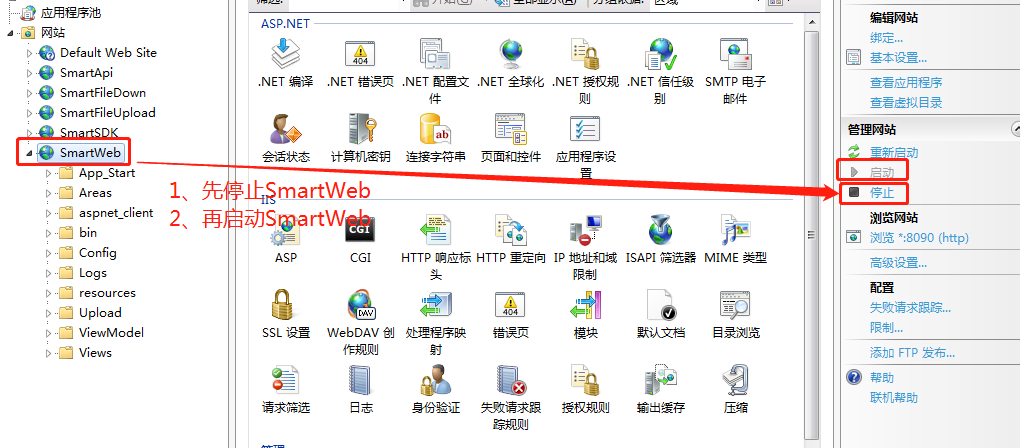 应用程序池
网站
Default Web Site
SmartApi
SmartFileDown
SmartFileUpload
SmartSDK
SmartWeb
App_Start
Areas
aspnet_client
bin
Config
Logs
resources
Upload
ViewModel
Views
ASP.NET
.NET 编译
.NET 错误页
.NET 配置文件
.NET 全球化
.NET 授权规则
.NET 信任级别
SMTP 电子邮件
会话状态
计算机密钥
连接字符串
页面和控件
应用程序设置
1、先停止SmartWeb
2、再启动SmartWeb
IIS
ASP
CGI
HTTP 响应标头
HTTP 重定向
IP 地址和域限制
ISAPI 筛选器
MIME 类型
SSL 设置
WebDAV 创作规则
处理程序映射
错误页
模块
默认文档
目录浏览
请求筛选
日志
身份验证
失败请求跟踪规则
授权规则
输出缓存
压缩
编辑网站
绑定...
基本设置...
查看应用程序
查看虚拟目录
管理网站
重新启动
启动
停止
浏览网站
浏览 *:8090 (http)
高级设置...
配置
失败请求跟踪...
限制...
添加 FTP 发布...
帮助
联机帮助